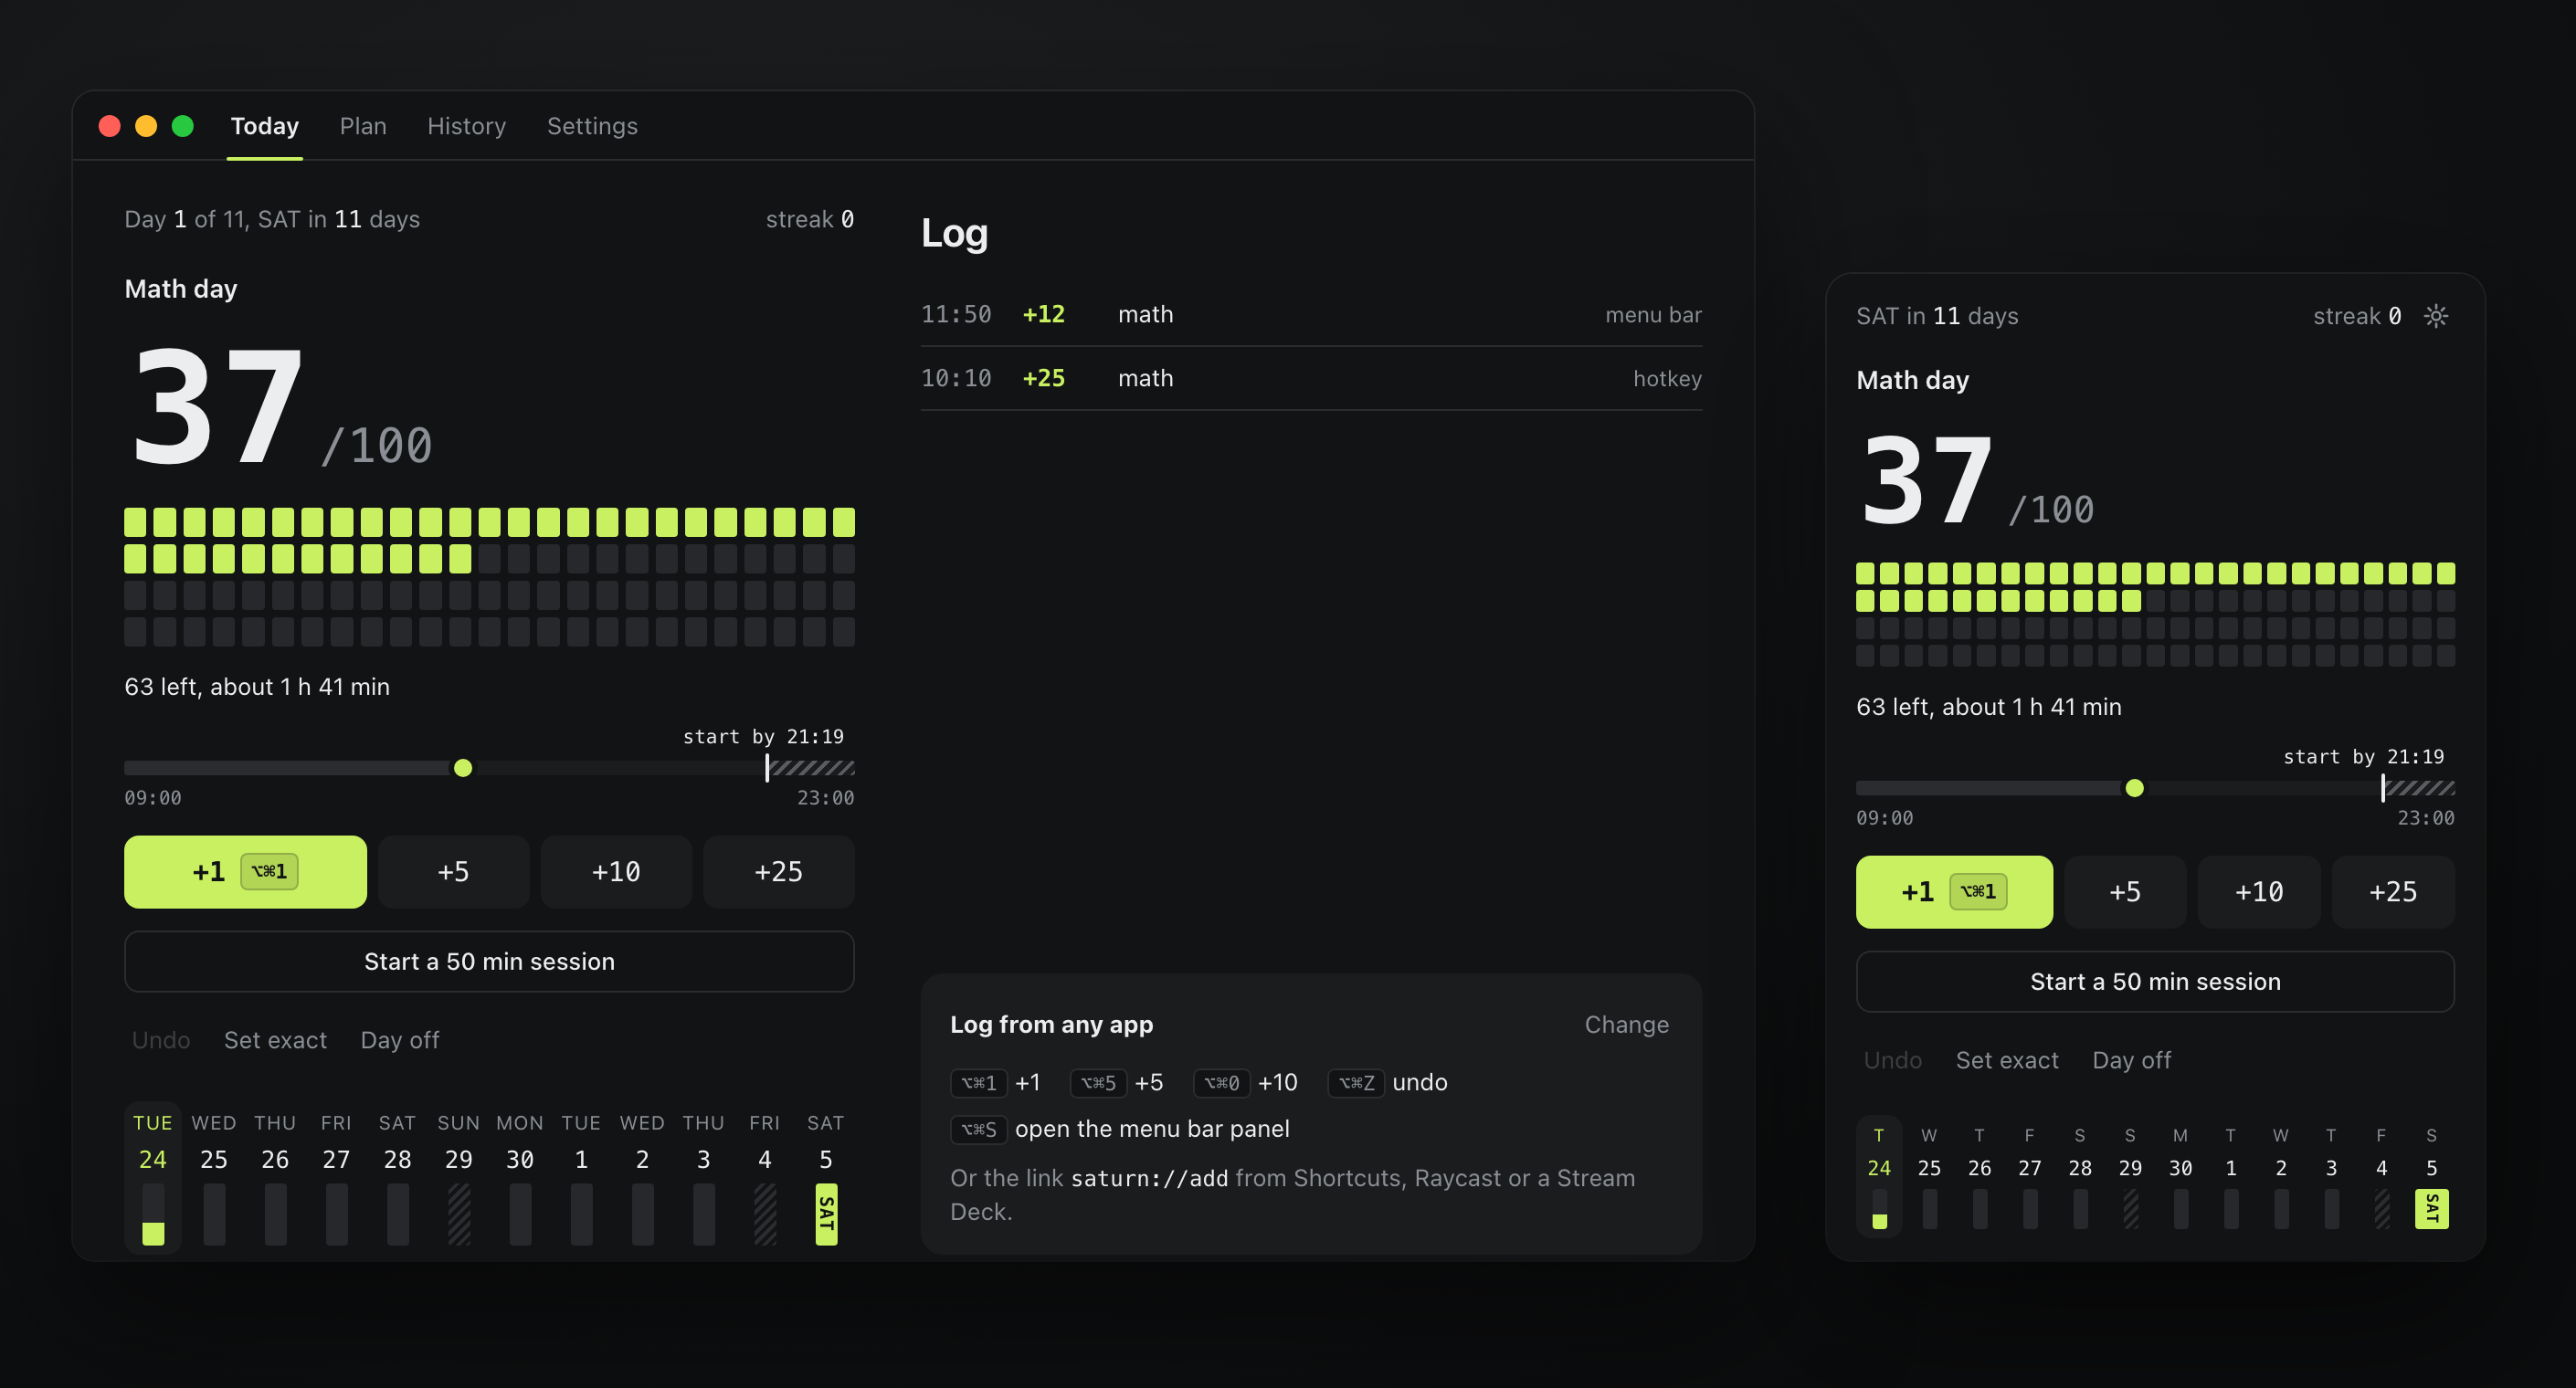 Today Plan History Settings
Day 1 of 11, SAT in 11 days streak 0
Math day
37 /100
63 left, about 1 h 41 min
start by 21:19
09:00 23:00
+1 ⌥⌘1 +5 +10 +25
Start a 50 min session
Undo Set exact Day off
TUE WED THU FRI SAT SUN MON TUE WED THU FRI SAT
24 25 26 27 28 29 30 1 2 3 4 5
SAT
Log
11:50 +12 math menu bar
10:10 +25 math hotkey
Log from any app Change
⌥⌘1 +1 ⌥⌘5 +5 ⌥⌘0 +10 ⌥⌘Z undo
⌥⌘S open the menu bar panel
Or the link saturn://add from Shortcuts, Raycast or a Stream
Deck.
SAT in 11 days streak 0
Math day
37 /100
63 left, about 1 h 41 min
start by 21:19
09:00 23:00
+1 ⌥⌘1 +5 +10 +25
Start a 50 min session
Undo Set exact Day off
T W T F S S M T W T F S
24 25 26 27 28 29 30 1 2 3 4 5
SAT